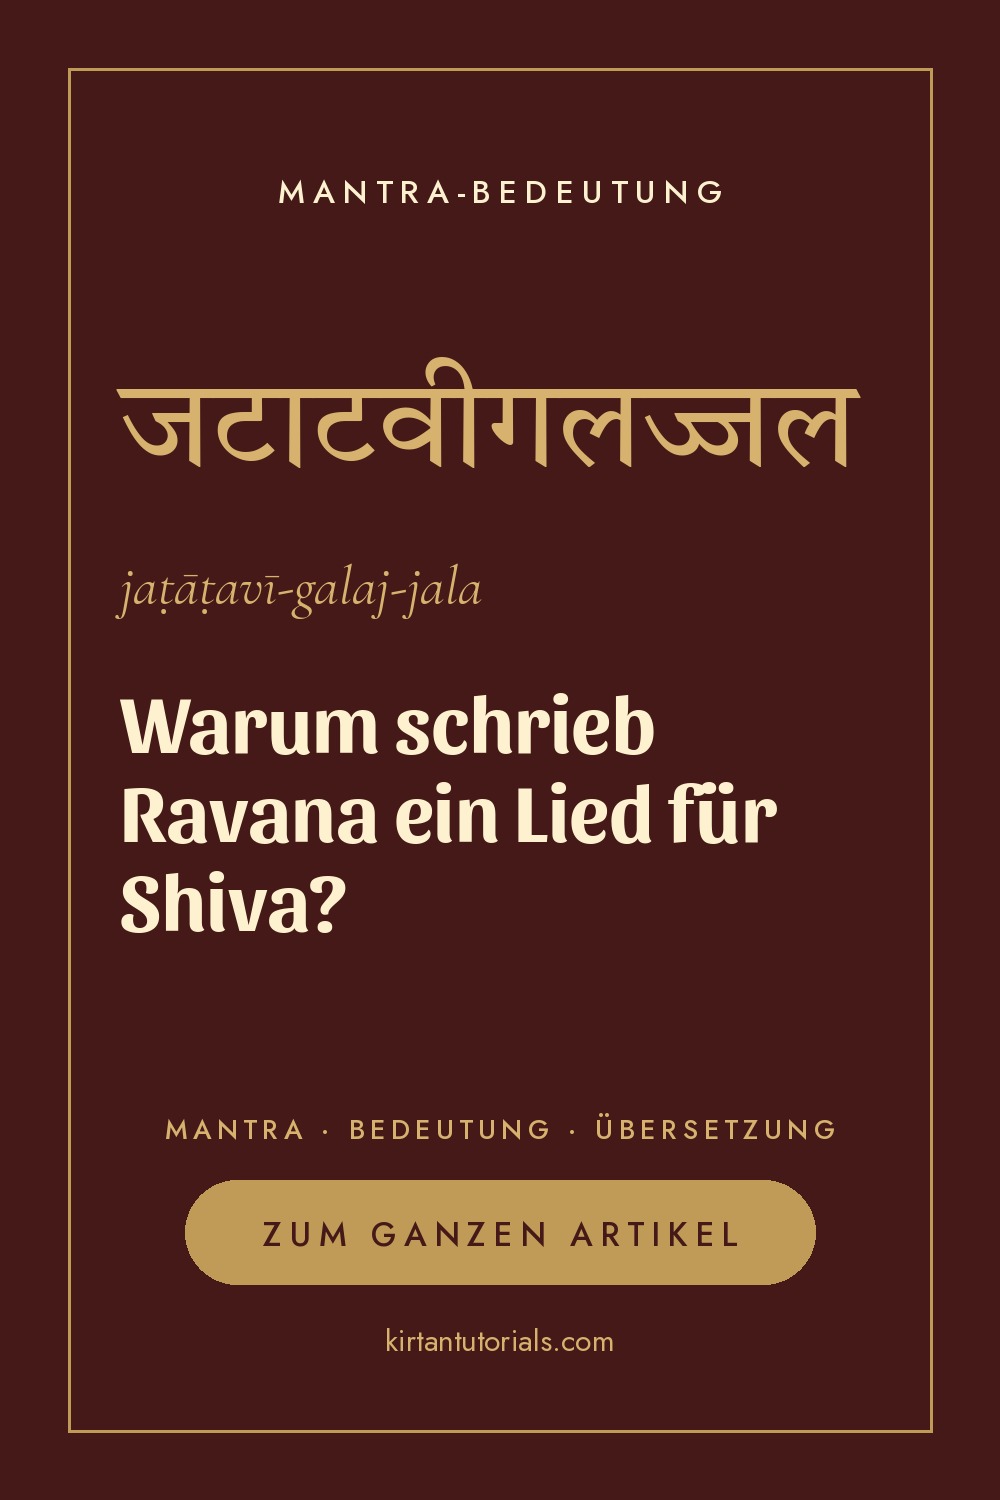 MANTRA-BEDEUTUNG
जटाटवीगलज्जल
jaṭāṭavī-galaj-jala
Warum schrieb
Ravana ein Lied für
Shiva?
MANTRA · BEDEUTUNG · ÜBERSETZUNG
ZUM GANZEN ARTIKEL
kirtantutorials.com